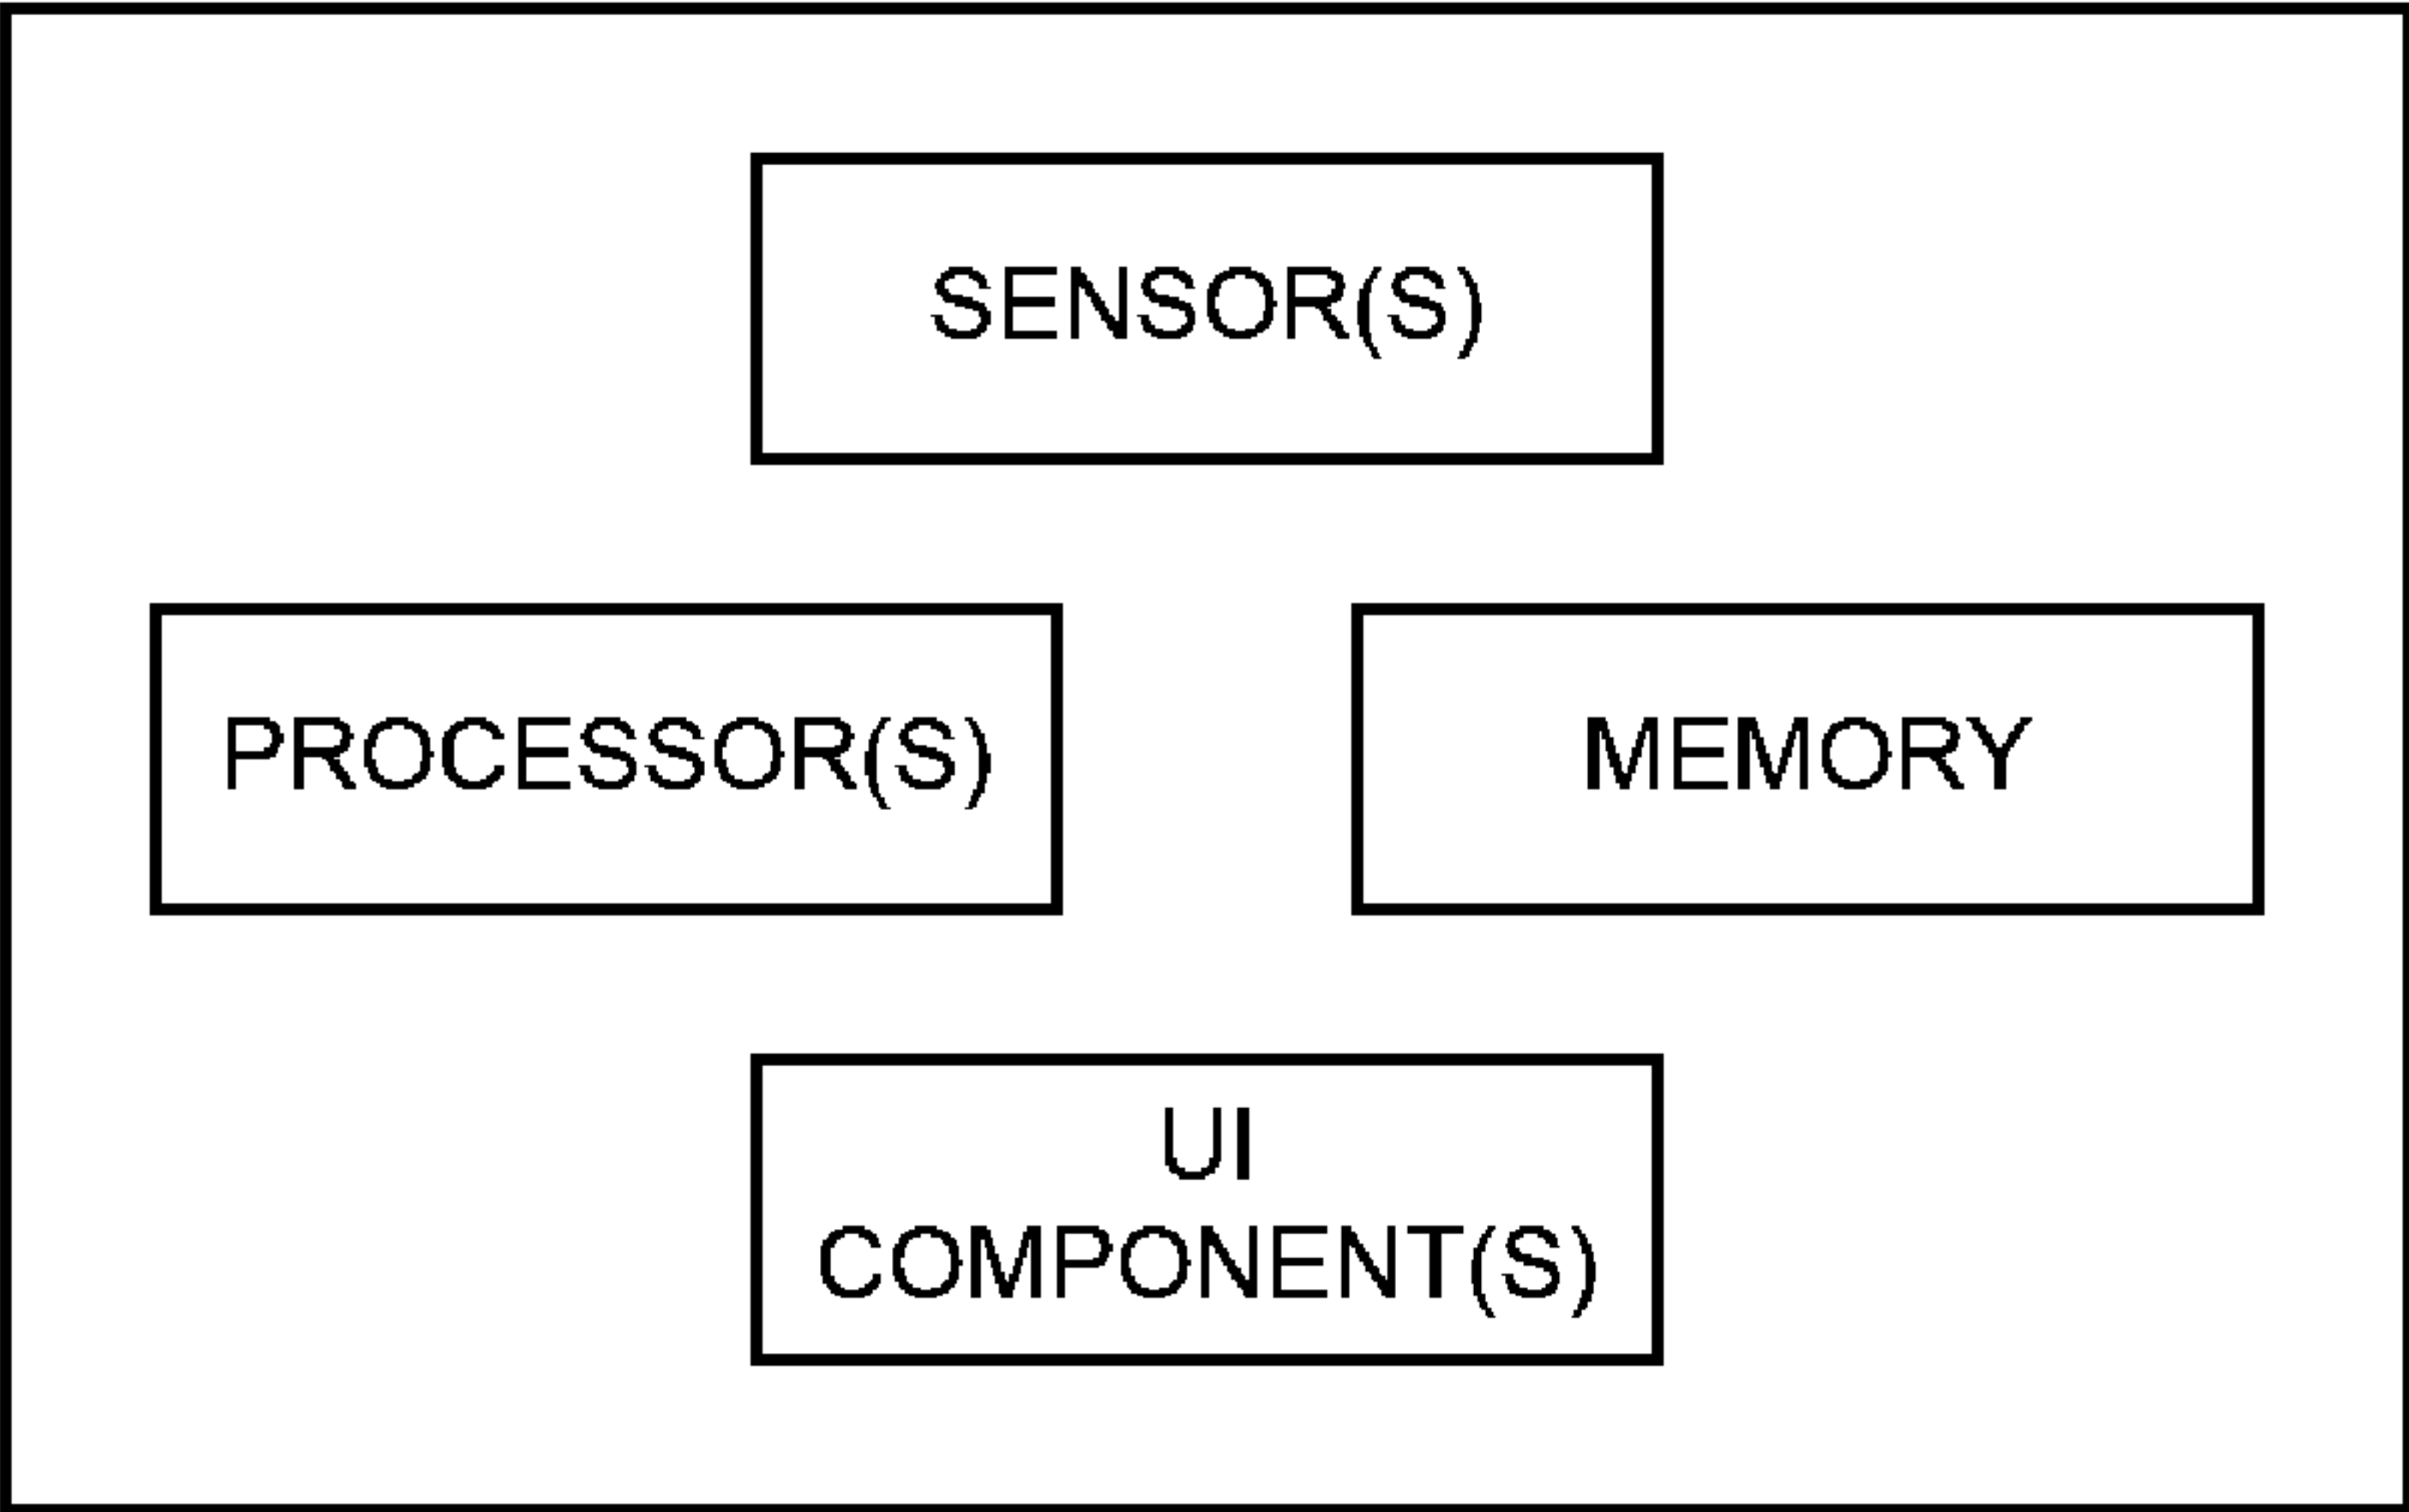 SENSOR(S)
PROCESSOR(S)
MEMORY
UI
COMPONENT(S)